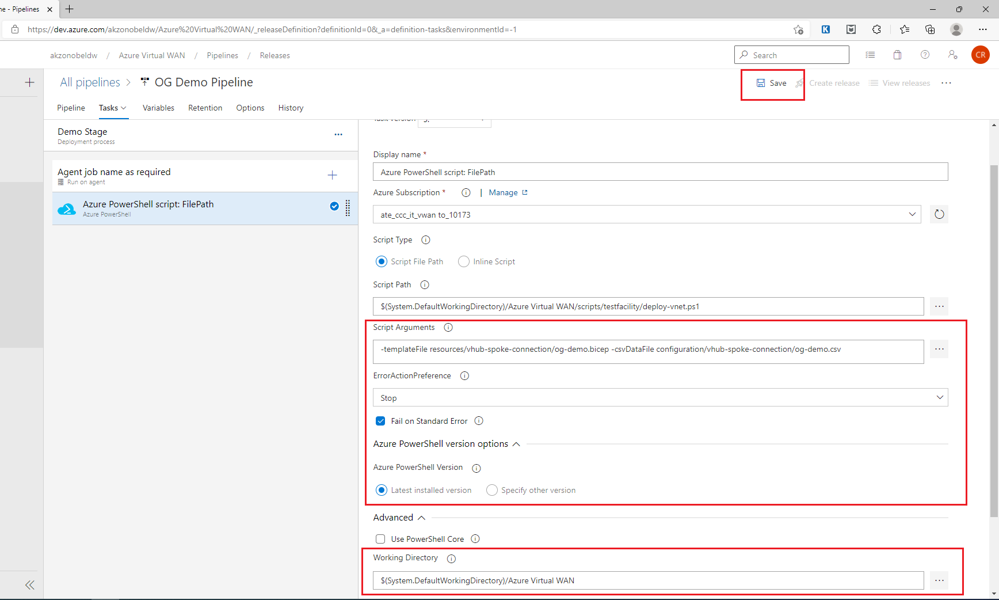 ne - Pipelines
https://dev.azure.com/akzonobeldw/Azure%20Virtual%20WAN/_releaseDefinition?definitionId=0&_a=definition-tasks&environmentId=-1
K
akzonobeldw / Azure Virtual WAN / Pipelines / Releases
Search
CR
All pipelines > OG Demo Pipeline
Save
Create release
View releases
Pipeline Tasks Variables Retention Options History
Demo Stage
Deployment process
Agent job name as required
Run on agent
Azure PowerShell script: FilePath
Azure PowerShell
Task version
Display name *
Azure PowerShell script: FilePath
Azure Subscription * | Manage
ate_ccc_it_vwan to_10173
Script Type
Script File Path Inline Script
Script Path
$(System.DefaultWorkingDirectory)/Azure Virtual WAN/scripts/testfacility/deploy-vnet.ps1
Script Arguments
-templateFile resources/vhub-spoke-connection/og-demo.bicep -csvDataFile configuration/vhub-spoke-connection/og-demo.csv
ErrorActionPreference
Stop
Fail on Standard Error
Azure PowerShell version options
Azure PowerShell Version
Latest installed version Specify other version
Advanced
Use PowerShell Core
Working Directory
$(System.DefaultWorkingDirectory)/Azure Virtual WAN